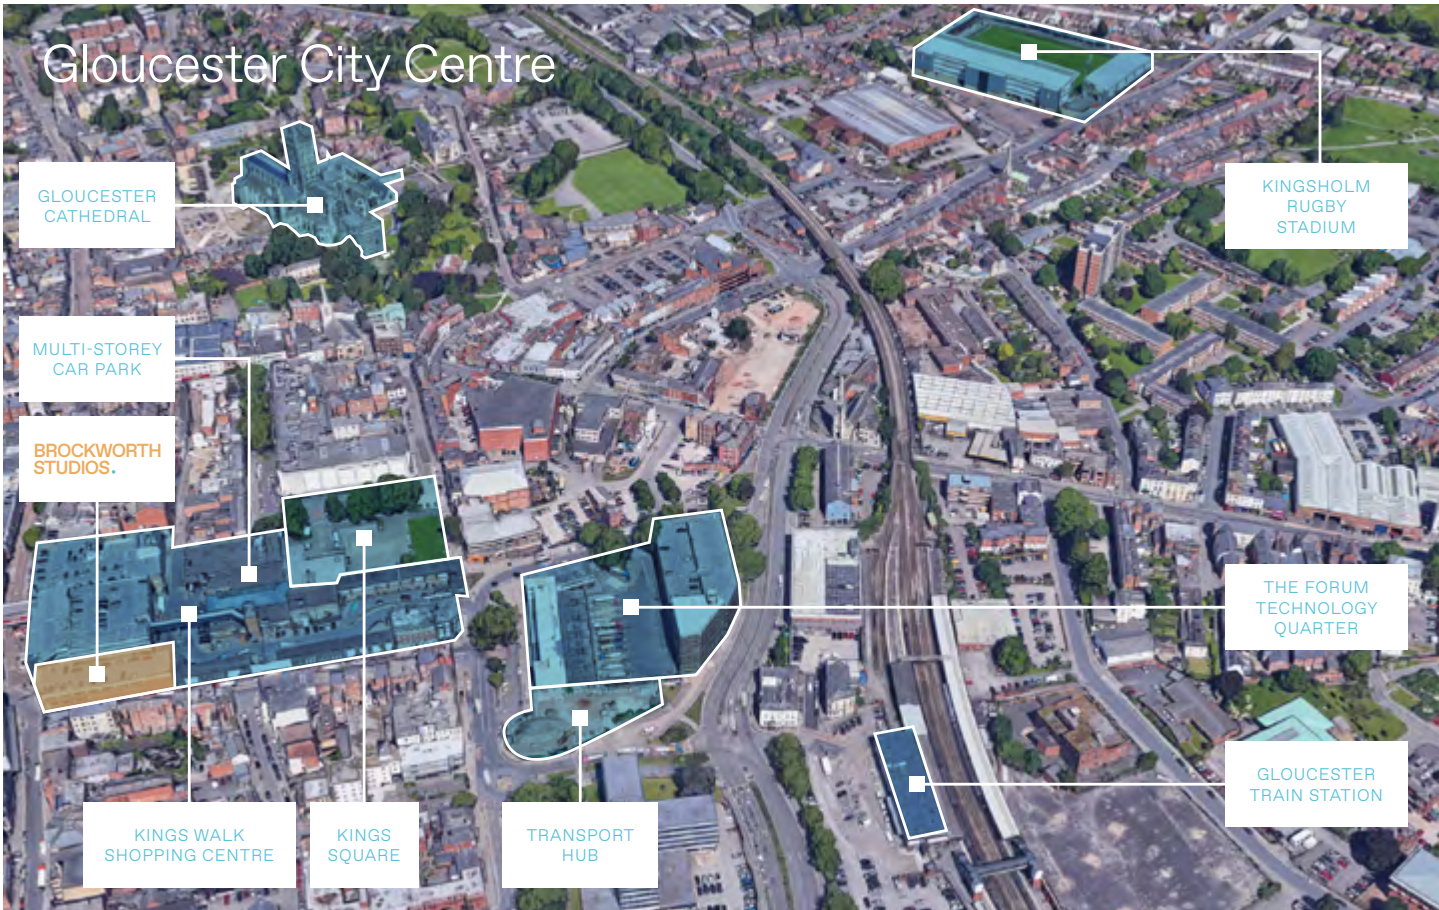 Gloucester City Centre
GLOUCESTER
CATHEDRAL
KINGSHOLM
RUGBY
STADIUM
MULTI-STOREY
CAR PARK
BROCKWORTH
STUDIOS.
THE FORUM
TECHNOLOGY
QUARTER
GLOUCESTER
TRAIN STATION
KINGS WALK
SHOPPING CENTRE
KINGS
SQUARE
TRANSPORT
HUB